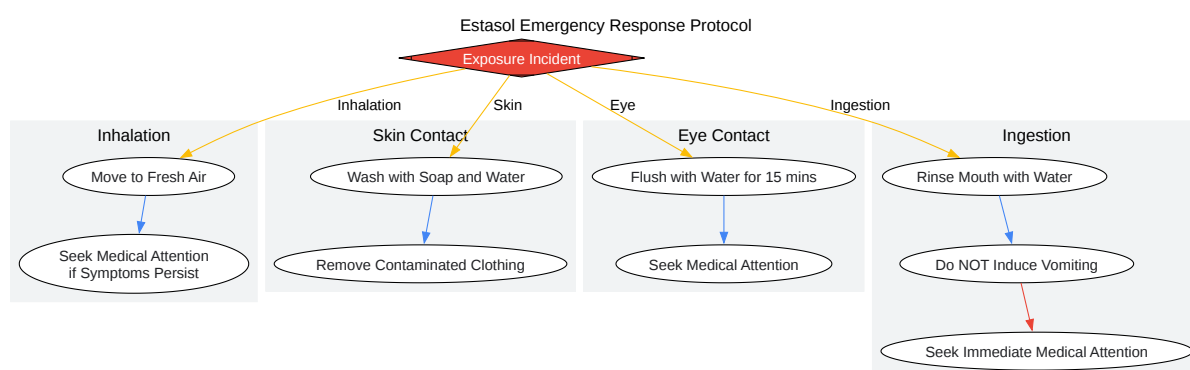 Estasol Emergency Response Protocol
Exposure Incident
Inhalation
Skin
Eye
Ingestion
Inhalation
Skin Contact
Eye Contact
Ingestion
Move to Fresh Air
Wash with Soap and Water
Flush with Water for 15 mins
Rinse Mouth with Water
Seek Medical Attention
if Symptoms Persist
Remove Contaminated Clothing
Seek Medical Attention
Do NOT Induce Vomiting
Seek Immediate Medical Attention